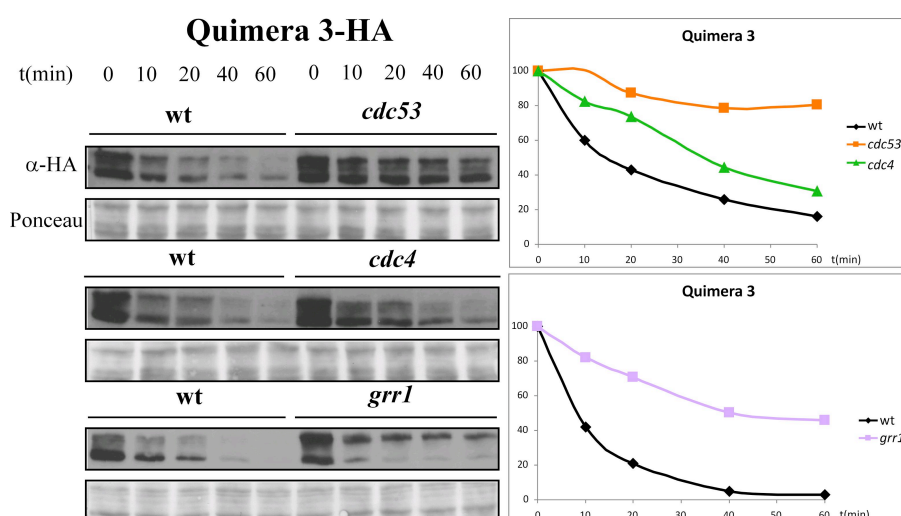 Quimera 3-HA
t(min) 0 10 20 40 60 0 10 20 40 60
wt cdc53
α-HA
Ponceau
wt cdc4
wt grr1
Quimera 3
100
80
60
40
20
0
0 10 20 30 40 50 60 t(min)
wt
cdc53
cdc4
Quimera 3
100
80
60
40
20
0
0 10 20 30 40 50 60 t(min)
wt
grr1